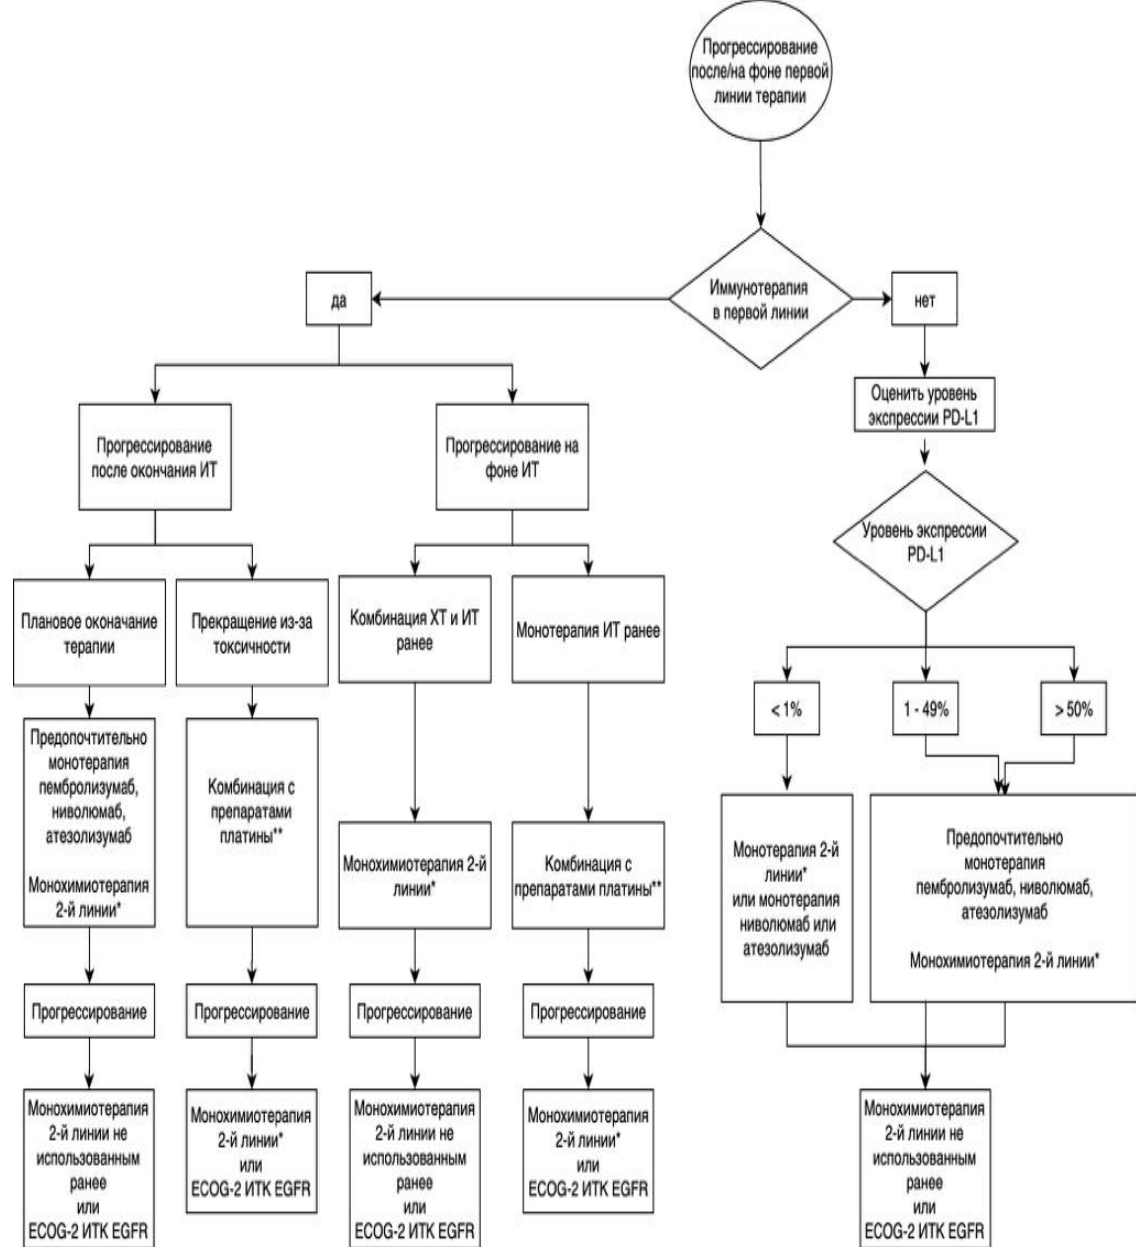 Прогрессирование
после/на фоне первой
линии терапии
Иммунотерапия
в первой линии
да
нет
Оценить уровень
экспрессии PD-L1
Прогрессирование
после окончания ИТ
Прогрессирование на
фоне ИТ
Уровень экспрессии
PD-L1
Плановое оконачание
терапии
Прекращение из-за
токсичности
Комбинация ХТ и ИТ
ранее
Монотерапия ИТ ранее
< 1%
1 - 49%
> 50%
Предопочтительно
монотерапия
пембролизумаб,
ниволюмаб,
атезолизумаб
Монохимиотерапия
2-й линии*
Комбинация с
препаратами
платины**
Монохимиотерапия 2-й
линии*
Комбинация с
препаратами платины**
Монотерапия 2-й
линии*
или монотерапия
ниволюмаб или
атезолизумаб
Предопочтительно
монотерапия
пембролизумаб, ниволюмаб,
атезолизумаб
Монохимиотерапия 2-й линии*
Прогрессирование
Прогрессирование
Прогрессирование
Прогрессирование
Монохимиотерапия
2-й линии не
использованным
ранее
или
ECOG-2 ИТК EGFR
Монохимиотерапия
2-й линии*
или
ECOG-2 ИТК EGFR
Монохимиотерапия
2-й линии не
использованным
ранее
или
ECOG-2 ИТК EGFR
Монохимиотерапия
2-й линии*
или
ECOG-2 ИТК EGFR
Монохимиотерапия
2-й линии не
использованным
ранее
или
ECOG-2 ИТК EGFR